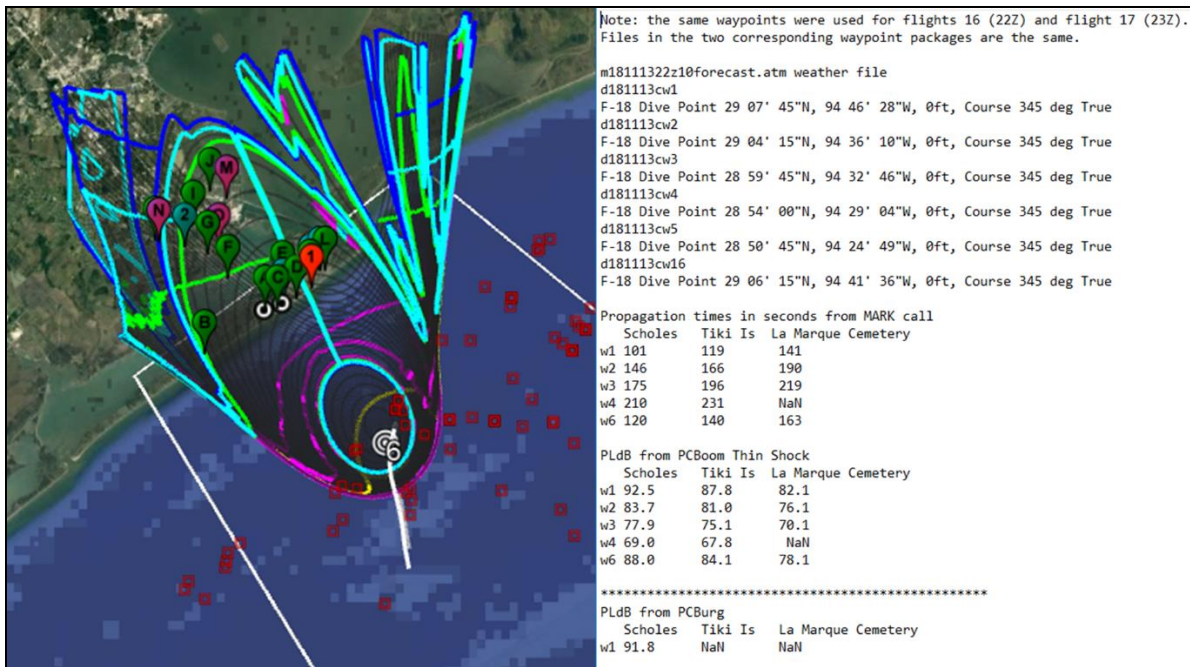 J
M
I
N
2
G
F
L
E
1
C
D
B
6
Note: the same waypoints were used for flights 16 (22Z) and flight 17 (23Z).
Files in the two corresponding waypoint packages are the same.
m18111322z10forecast.atm weather file
d181113cw1
F-18 Dive Point 29 07' 45"N, 94 46' 28"W, 0ft, Course 345 deg True
d181113cw2
F-18 Dive Point 29 04' 15"N, 94 36' 10"W, 0ft, Course 345 deg True
d181113cw3
F-18 Dive Point 28 59' 45"N, 94 32' 46"W, 0ft, Course 345 deg True
d181113cw4
F-18 Dive Point 28 54' 00"N, 94 29' 04"W, 0ft, Course 345 deg True
d181113cw5
F-18 Dive Point 28 50' 45"N, 94 24' 49"W, 0ft, Course 345 deg True
d181113cw16
F-18 Dive Point 29 06' 15"N, 94 41' 36"W, 0ft, Course 345 deg True
Propagation times in seconds from MARK call
Scholes Tiki Is La Marque Cemetery
w1 101 119 141
w2 146 166 190
w3 175 196 219
w4 210 231 NaN
w6 120 140 163
PLdB from PCBoom Thin Shock
Scholes Tiki Is La Marque Cemetery
w1 92.5 87.8 82.1
w2 83.7 81.0 76.1
w3 77.9 75.1 70.1
w4 69.0 67.8 NaN
w6 88.0 84.1 78.1
**************************************************
PLdB from PCBurg
Scholes Tiki Is La Marque Cemetery
w1 91.8 NaN NaN